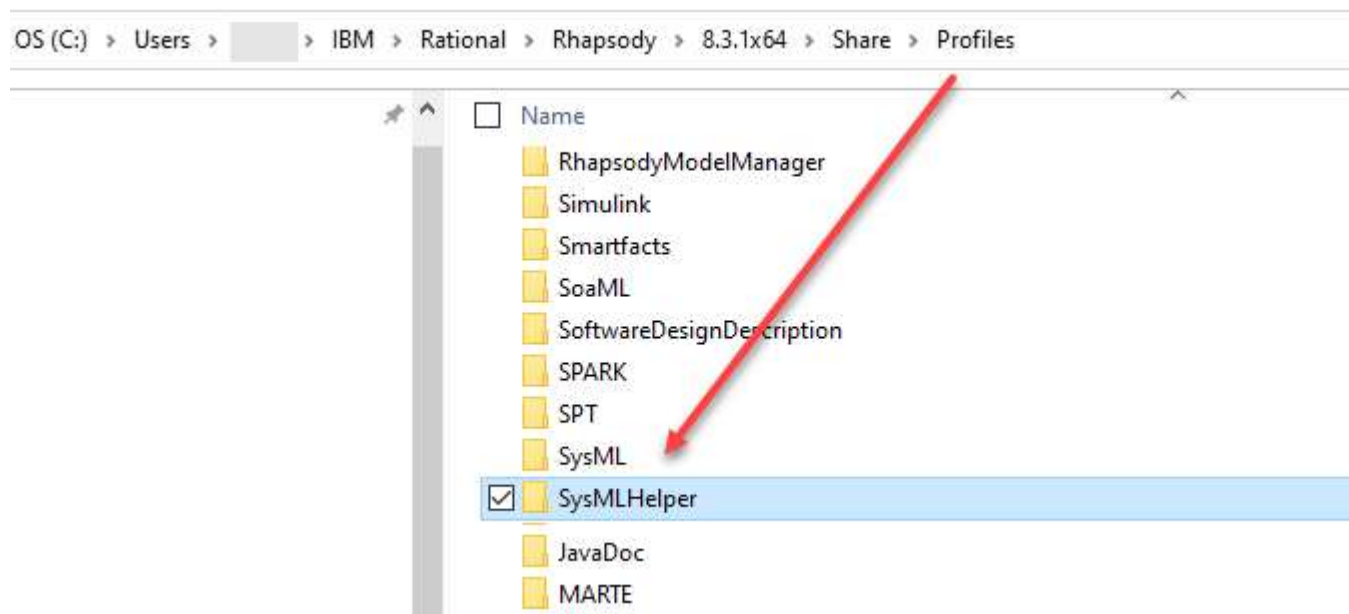 OS (C:) > Users > > IBM > Rational > Rhapsody > 8.3.1x64 > Share > Profiles
Name
RhapsodyModelManager
Simulink
Smartfacts
SoaML
SoftwareDesignDescription
SPARK
SPT
SysML
SysMLHelper
JavaDoc
MARTE